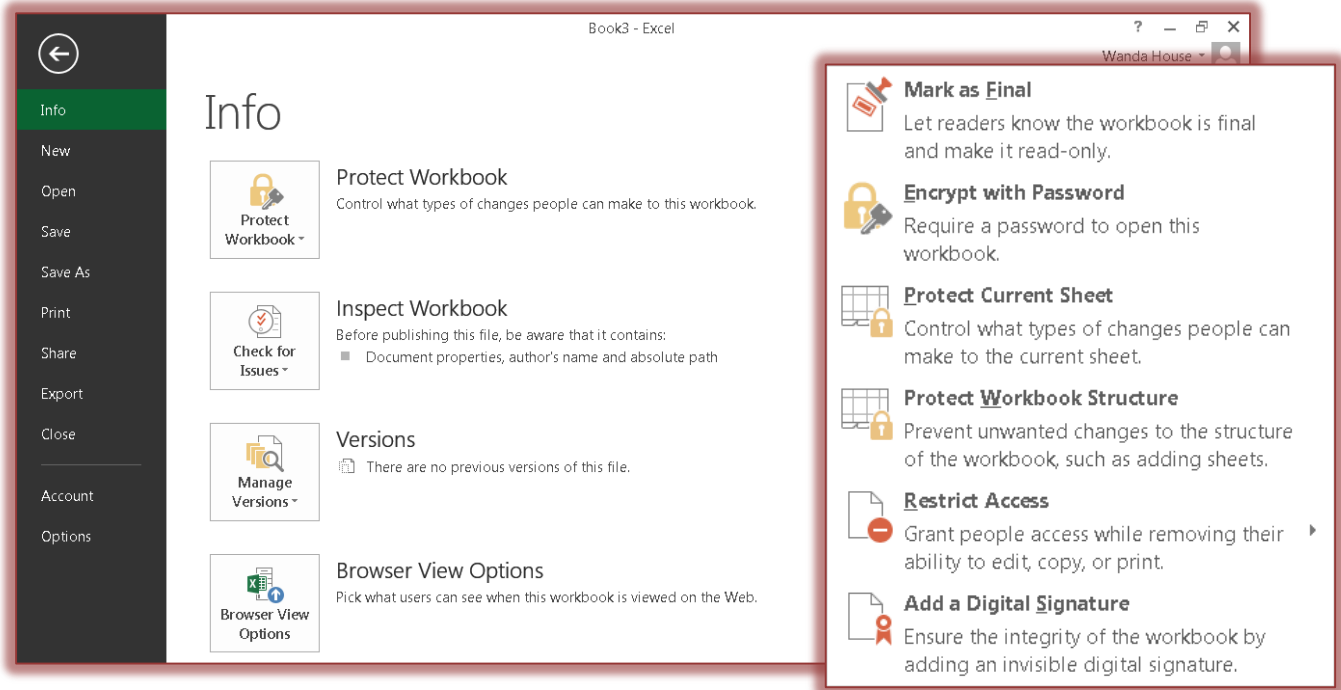 Book3 - Excel
?
Wanda House
Info
New
Open
Save
Save As
Print
Share
Export
Close
Account
Options
Info
Protect
Workbook
Protect Workbook
Control what types of changes people can make to this workbook.
Check for
Issues
Inspect Workbook
Before publishing this file, be aware that it contains:
Document properties, author's name and absolute path
Manage
Versions
Versions
There are no previous versions of this file.
Browser View
Options
Browser View Options
Pick what users can see when this workbook is viewed on the Web.
Mark as Final
Let readers know the workbook is final
and make it read-only.
Encrypt with Password
Require a password to open this
workbook.
Protect Current Sheet
Control what types of changes people can
make to the current sheet.
Protect Workbook Structure
Prevent unwanted changes to the structure
of the workbook, such as adding sheets.
Restrict Access
Grant people access while removing their
ability to edit, copy, or print.
Add a Digital Signature
Ensure the integrity of the workbook by
adding an invisible digital signature.